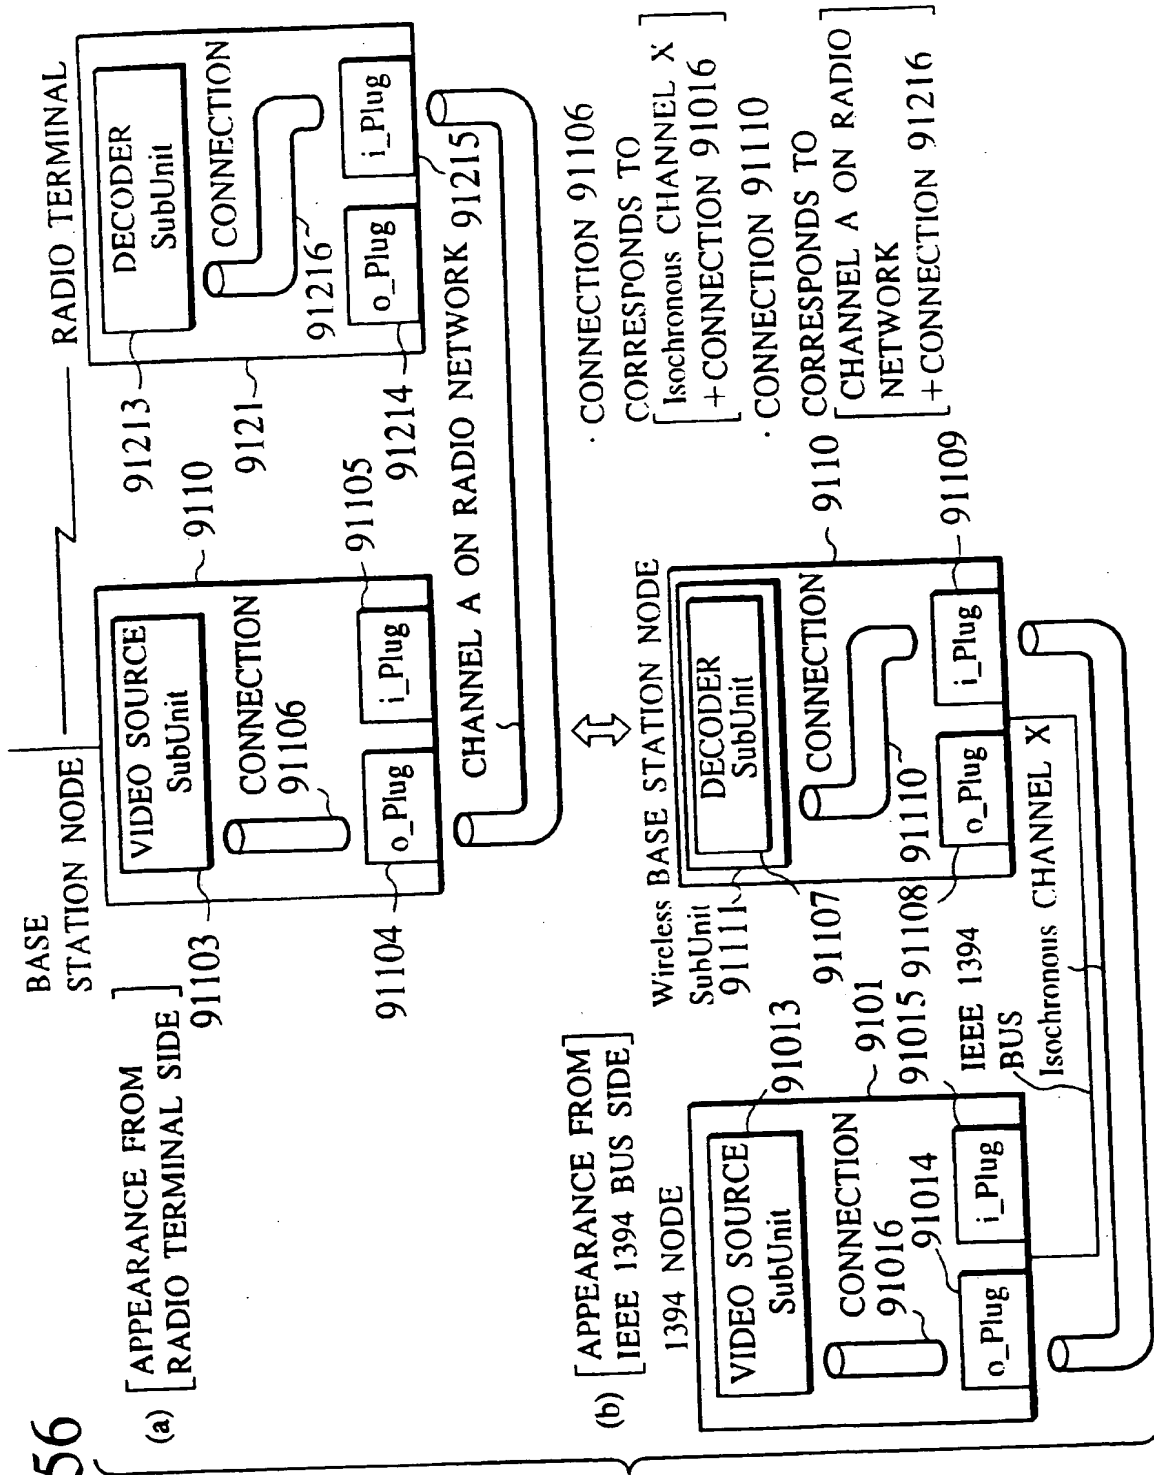 56
(a)
[APPEARANCE FROM
RADIO TERMINAL SIDE]
BASE
STATION NODE
RADIO TERMINAL
91103
VIDEO SOURCE
SubUnit
9110
CONNECTION
91106
91105
91104
o_Plug
i_Plug
91213
DECODER
SubUnit
9121
CONNECTION
91216
91214
o_Plug
i_Plug
91215
CHANNEL A ON RADIO NETWORK
(b)
[APPEARANCE FROM
IEEE 1394 BUS SIDE]
1394 NODE
VIDEO SOURCE
SubUnit
91013
CONNECTION
91016
91014
9101
91015
o_Plug
i_Plug
IEEE 1394
BUS
Isochronous CHANNEL X
Wireless BASE STATION NODE
SubUnit
91111
DECODER
SubUnit
91107
9110
CONNECTION
91110
91108
o_Plug
i_Plug
91109
· CONNECTION 91106
CORRESPONDS TO
[Isochronous CHANNEL X
+CONNECTION 91016]
· CONNECTION 91110
CORRESPONDS TO
[CHANNEL A ON RADIO
NETWORK
+CONNECTION 91216]